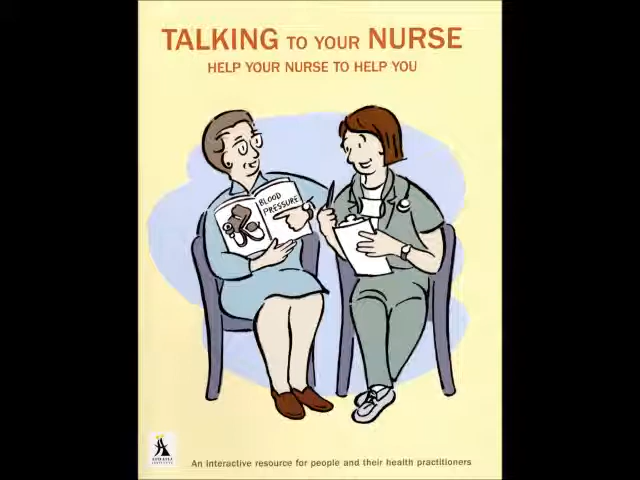 TALKING TO YOUR NURSE
HELP YOUR NURSE TO HELP YOU
BLOOD
PRESSURE
An interactive resource for people and their health practitioners